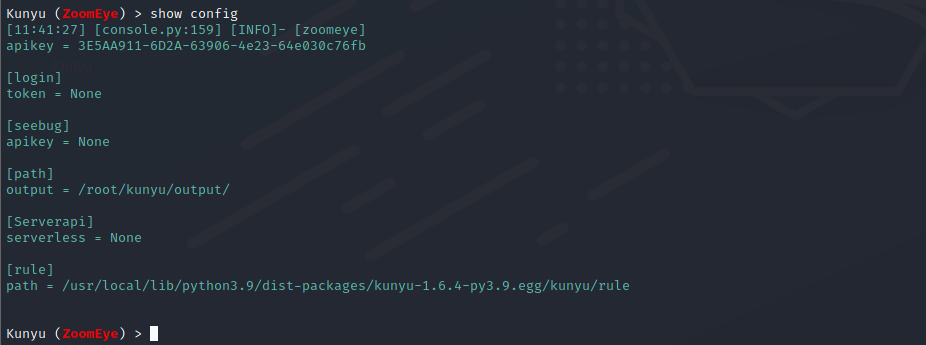 Kunyu (ZoomEye) > show config
[11:41:27] [console.py:159] [INFO]- [zoomeye]
apikey = 3E5AA911-6D2A-63906-4e23-64e030c76fb
[login]
token = None
[seebug]
apikey = None
[path]
output = /root/kunyu/output/
[Serverapi]
serverless = None
[rule]
path = /usr/local/lib/python3.9/dist-packages/kunyu-1.6.4-py3.9.egg/kunyu/rule
Kunyu (ZoomEye) >